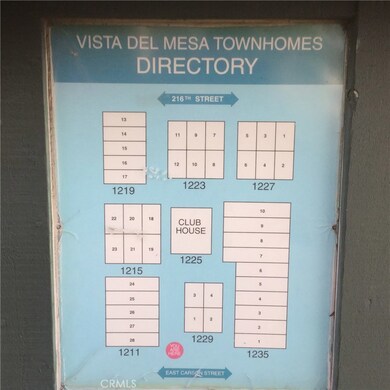 VISTA DEL MESA TOWNHOMES
DIRECTORY
216TH STREET
13
14
15
16
17
1219
11 9 7
12 10 8
1223
5 3 1
6 4 2
1227
22 20 18
23 21 19
1215
CLUB
HOUSE
1225
10
9
8
7
6
5
4
3
2
1
1235
24
25
26
27
28
1211
3 4
1 2
1229
YOU
ARE
HERE
EAST CARSON STREET
CRMLS